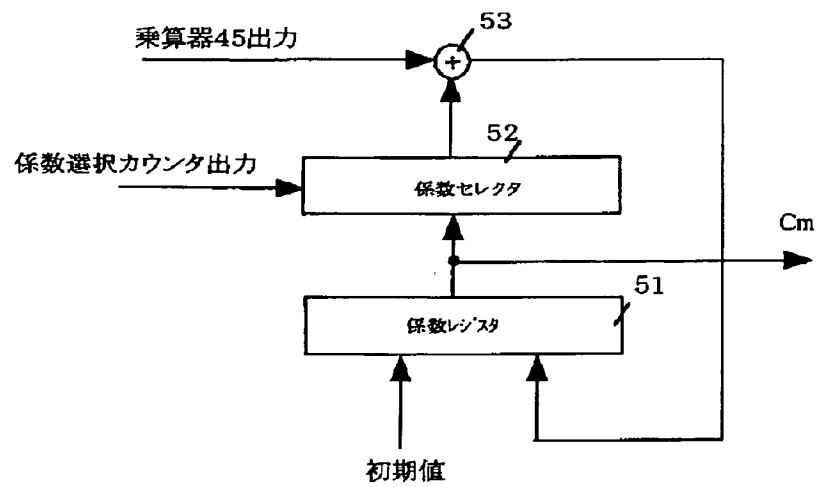 乗算器45出力
53
+
52
係数選択カウンタ出力
係数セレクタ
Cm
51
係数レジスタ
初期値